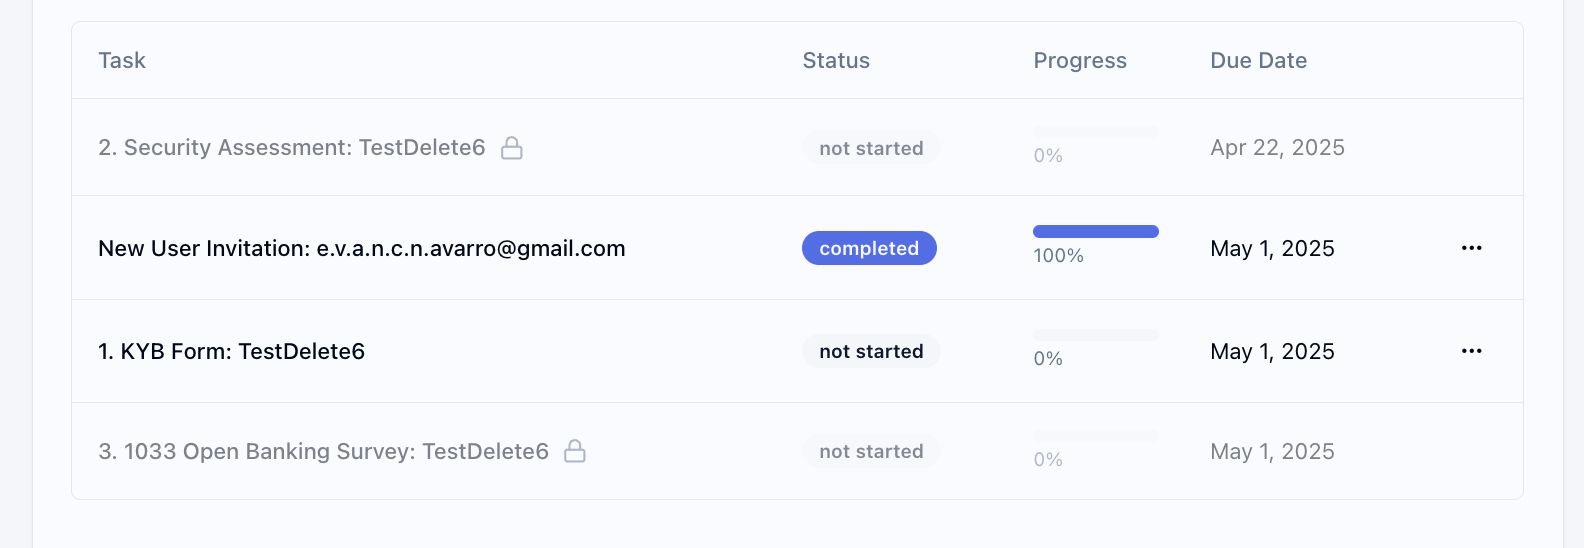 Task Status Progress Due Date
2. Security Assessment: TestDelete6 not started 0% Apr 22, 2025
New User Invitation: e.v.a.n.c.n.avarro@gmail.com completed 100% May 1, 2025
1. KYB Form: TestDelete6 not started 0% May 1, 2025
3. 1033 Open Banking Survey: TestDelete6 not started 0% May 1, 2025